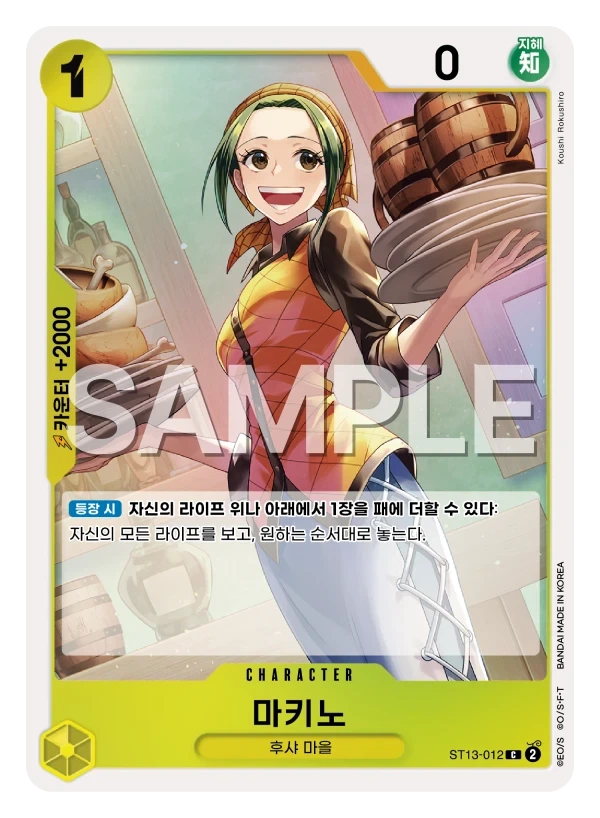 1
0
지혜
知
Koushi Rokushiro
카운터 +2000
SAMPLE
등장 시 자신의 라이프 위나 아래에서 1장을 패에 더할 수 있다:
자신의 모든 라이프를 보고, 원하는 순서대로 놓는다.
CHARACTER
마키노
후샤 마을
ST13-012 C 2
©EO/S ©O/S·F·T BANDAI MADE IN KOREA